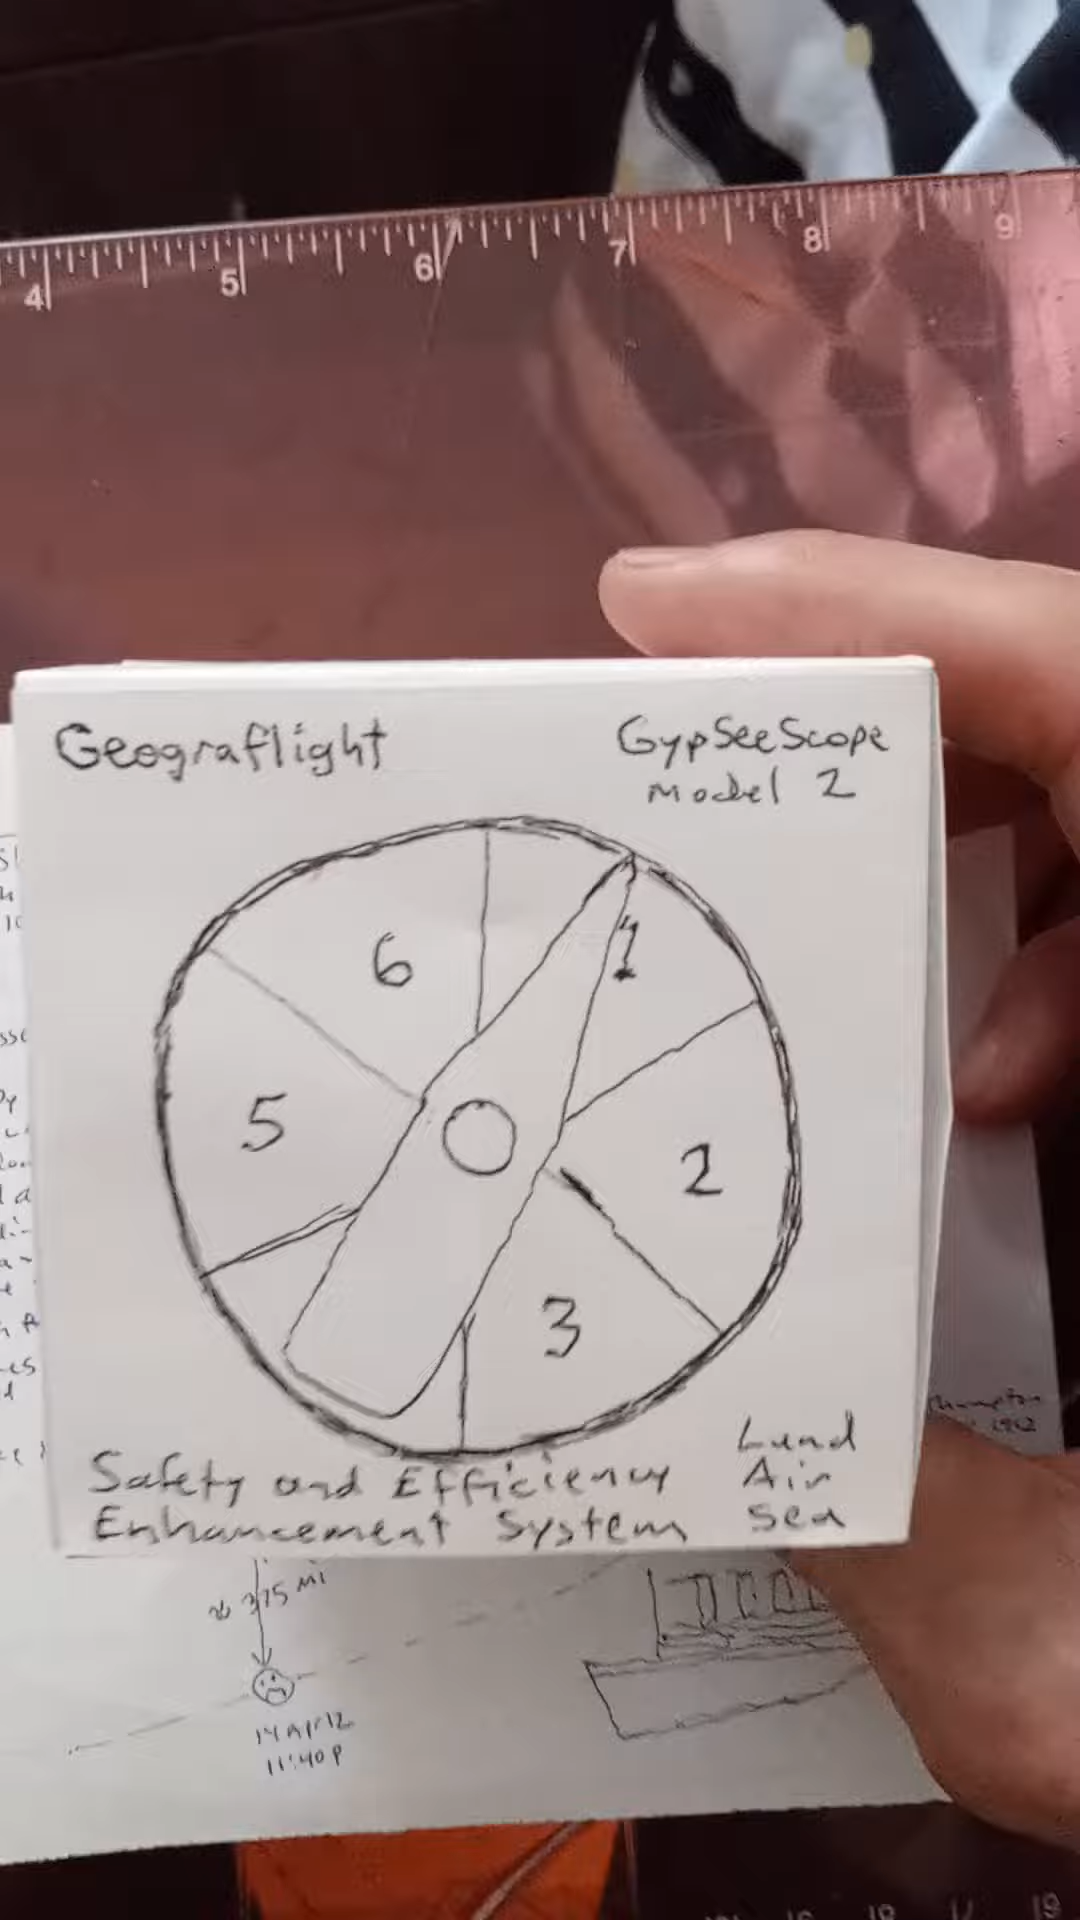 4 5 6 7 8 9
Geograflight
GypSeeScope
Model 2
6
1
5
2
3
Safety and Efficiency
Enhancement System
Land
Air
Sea
375 Mi
14 Apr 12
11:40 P
19